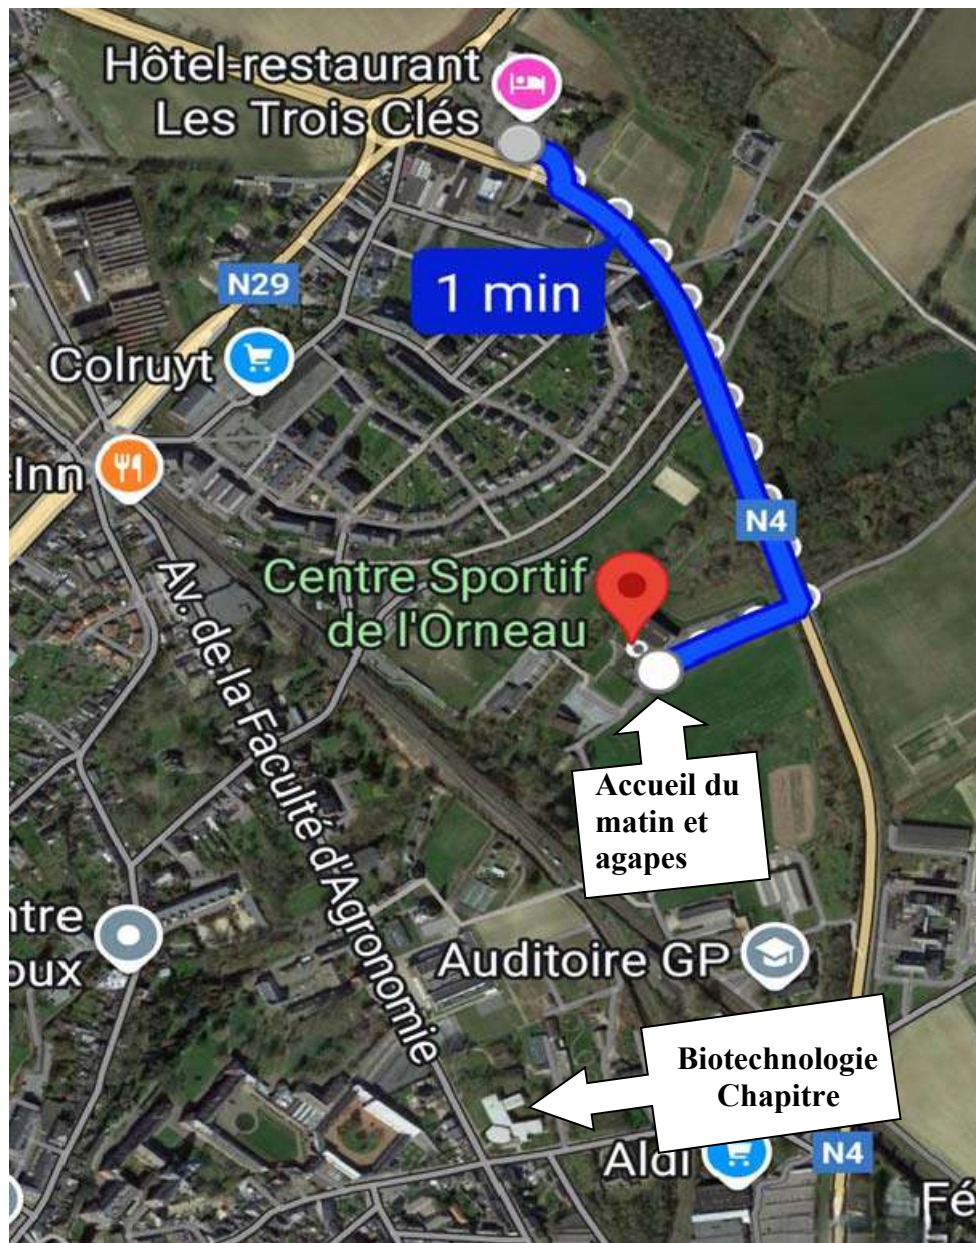 Hôtel-restaurant
Les Trois Clés
N29
1 min
Colruyt
Inn
N4
Centre Sportif
de l'Orneau
Av. de la Faculté d'Agronomie
Accueil du
matin et
agapes
ntre
oux
Auditoire GP
Biotechnologie
Chapitre
Aldi
N4
Fé